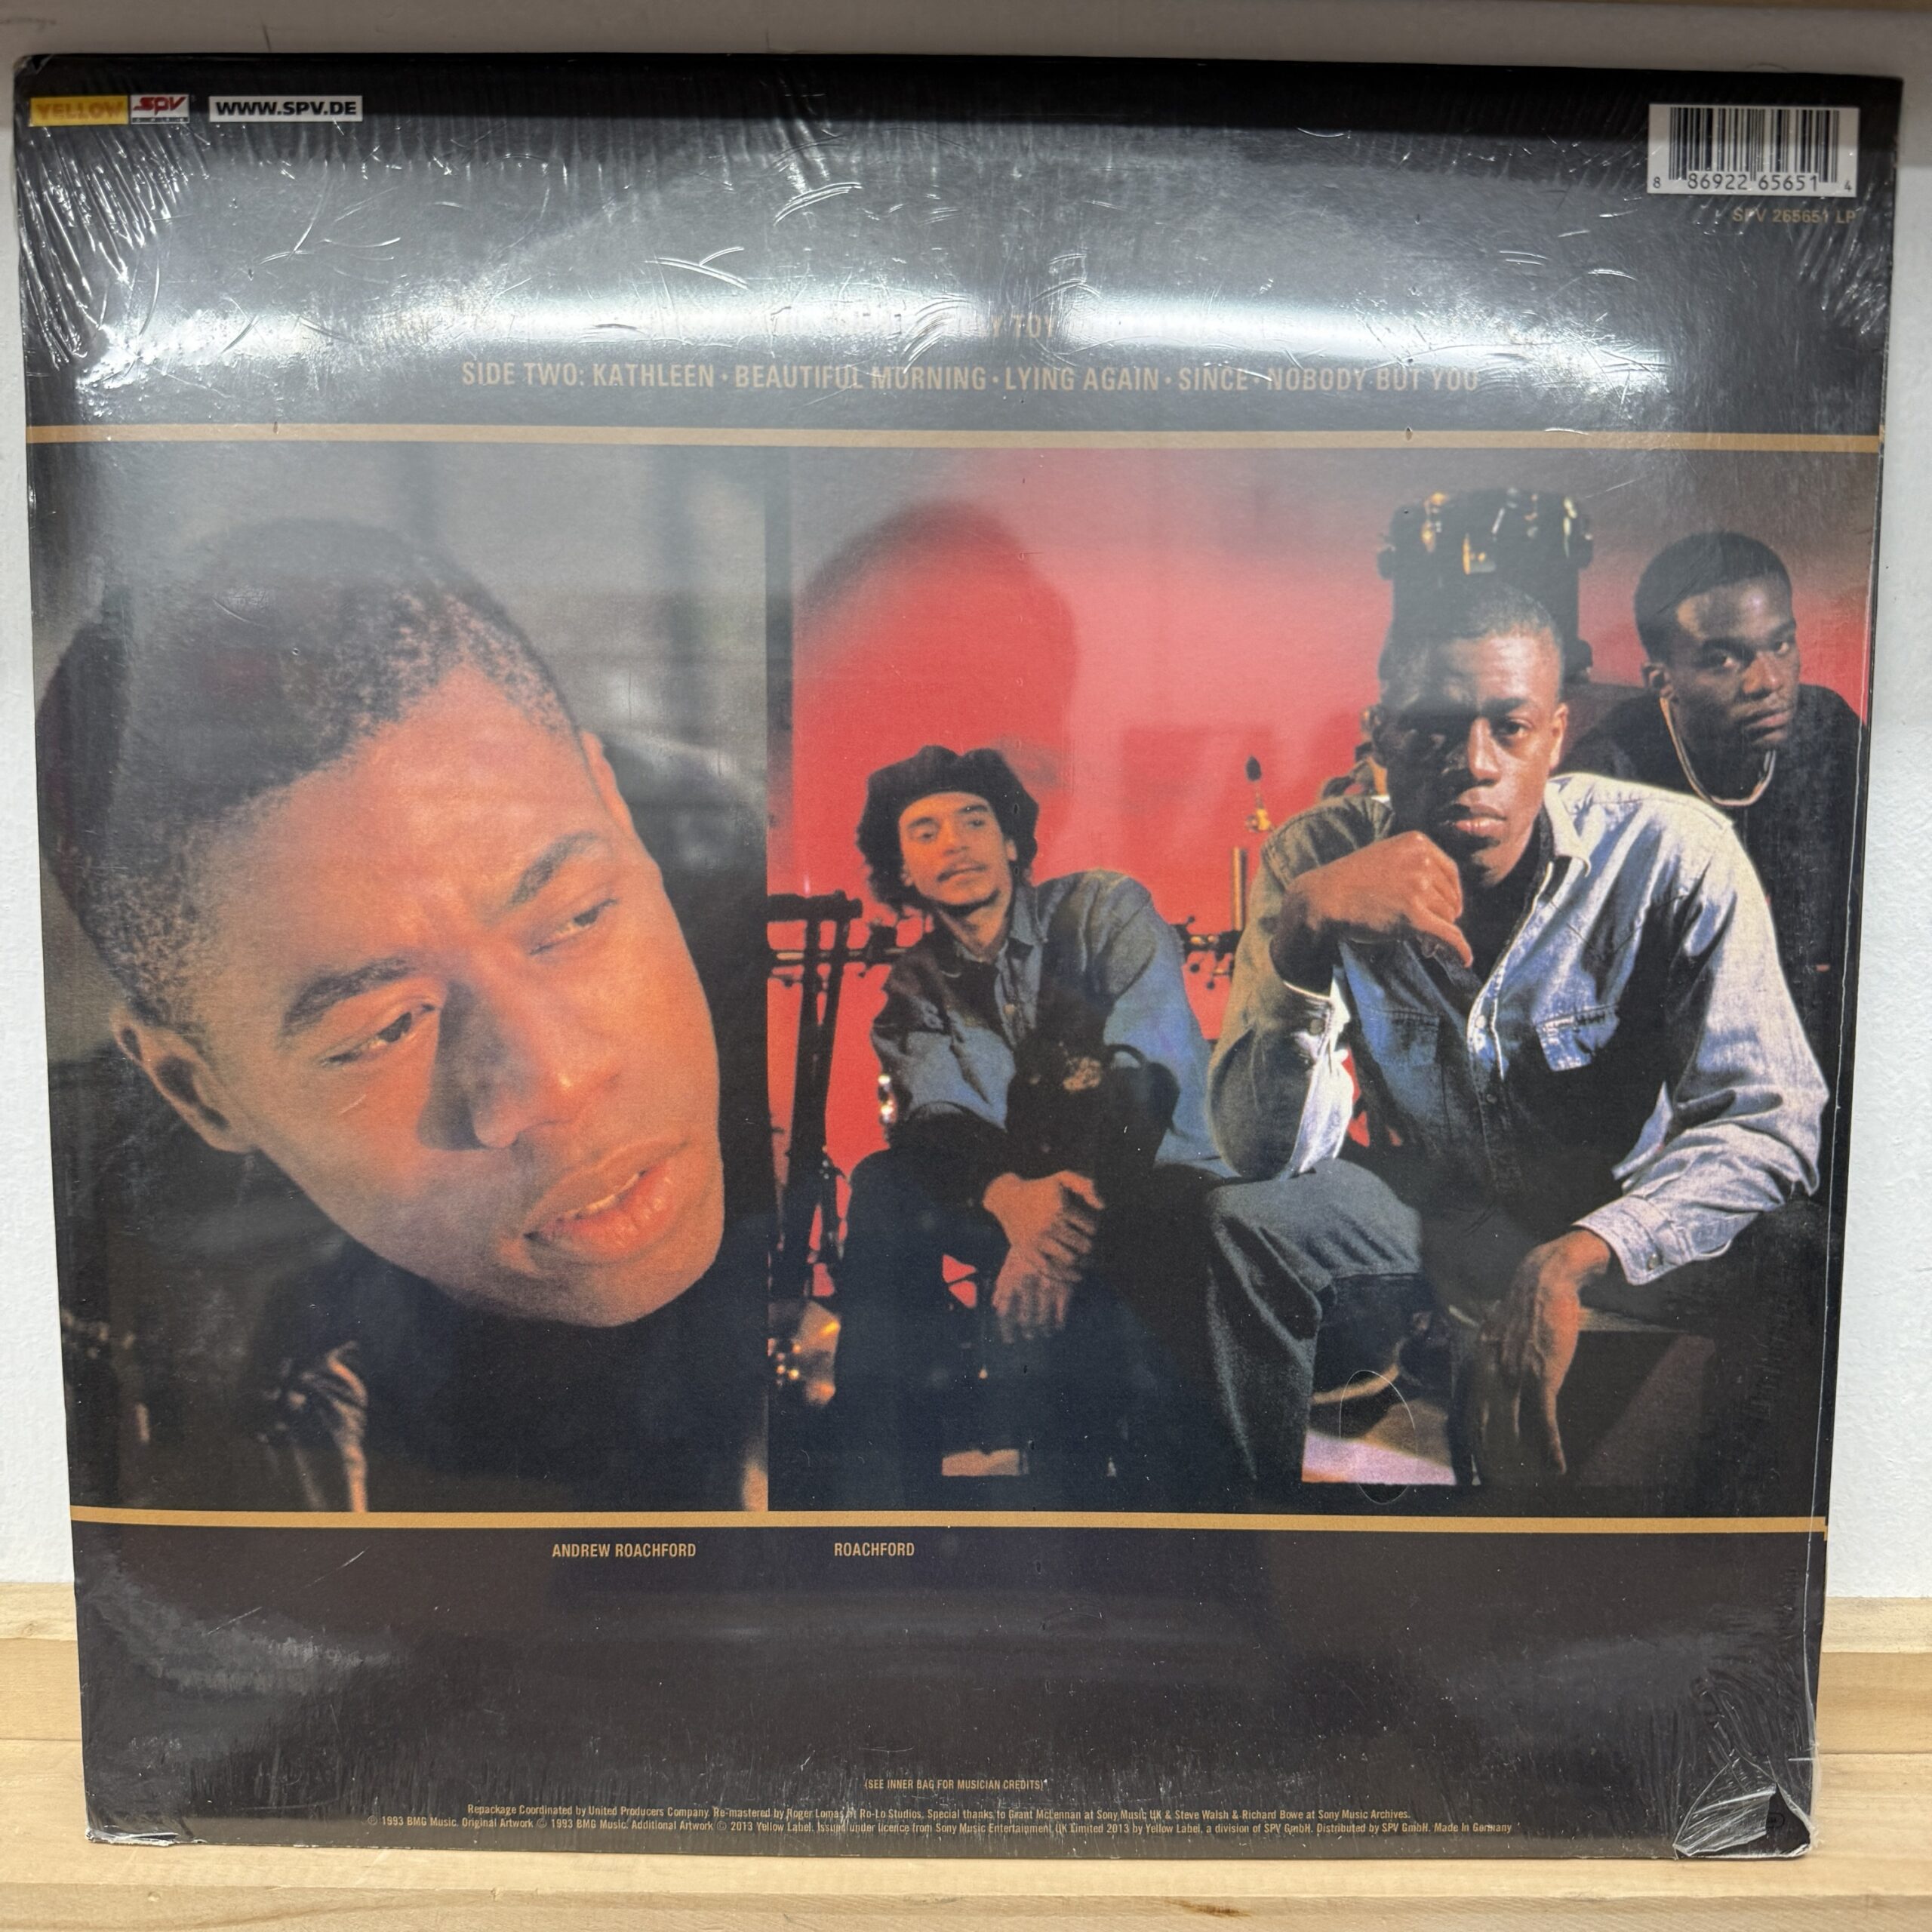 YELLOW SPV WWW.SPV.DE
8 86922 65651 4
SPV 265651 LP
TOY
SIDE TWO: KATHLEEN • BEAUTIFUL MORNING • LYING AGAIN • SINCE • NOBODY BUT YOU
ANDREW ROACHFORD ROACHFORD
(SEE INNER BAG FOR MUSICIAN CREDITS)
Repackage Coordinated by United Producers Company. Re-mastered by Roger Lomas at Ro-Lo Studios. Special thanks to Grant McLennan at Sony Music UK & Steve Walsh & Richard Bowe at Sony Music Archives.
℗ 1993 BMG Music. Original Artwork © 1993 BMG Music. Additional Artwork © 2013 Yellow Label. Issued under licence from Sony Music Entertainment UK Limited 2013 by Yellow Label, a division of SPV GmbH. Distributed by SPV GmbH. Made In Germany